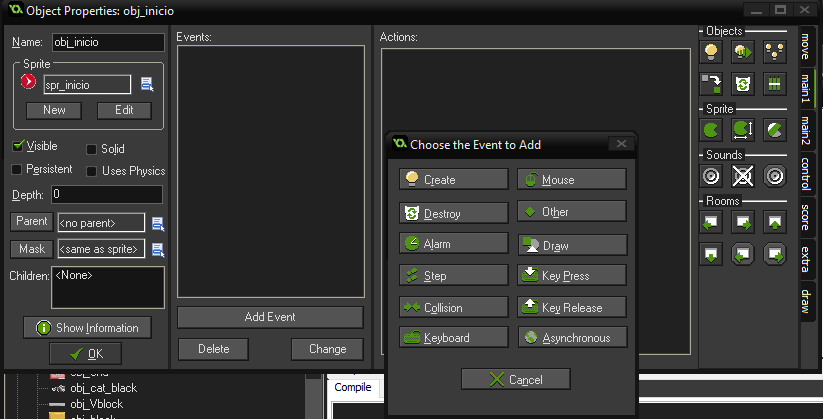 Object Properties: obj_inicio
Name: obj_inicio
Sprite
spr_inicio
New Edit
Visible Solid
Persistent Uses Physics
Depth: 0
Parent <no parent>
Mask <same as sprite>
Children: <None>
Show Information
OK
Events:
Add Event
Delete Change
Actions:
Choose the Event to Add
Create Mouse
Destroy Other
Alarm Draw
Step Key Press
Collision Key Release
Keyboard Asynchronous
Cancel
Objects
Sprite
Sounds
Rooms
move
main1
main2
control
score
extra
draw
obj_cat_black
obj_Vblock
Compile